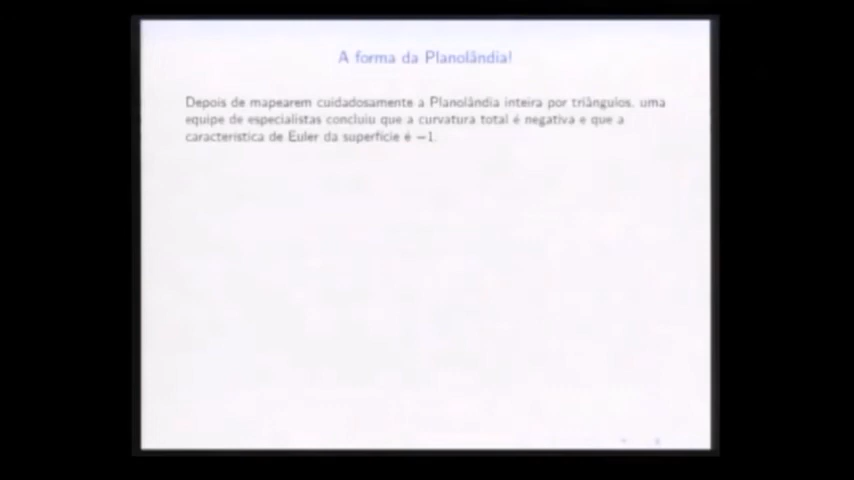 A forma da Planolândia!
Depois de mapearem cuidadosamente a Planolândia inteira por triângulos, uma
equipe de especialistas concluiu que a curvatura total é negativa e que a
característica de Euler da superfície é −1.